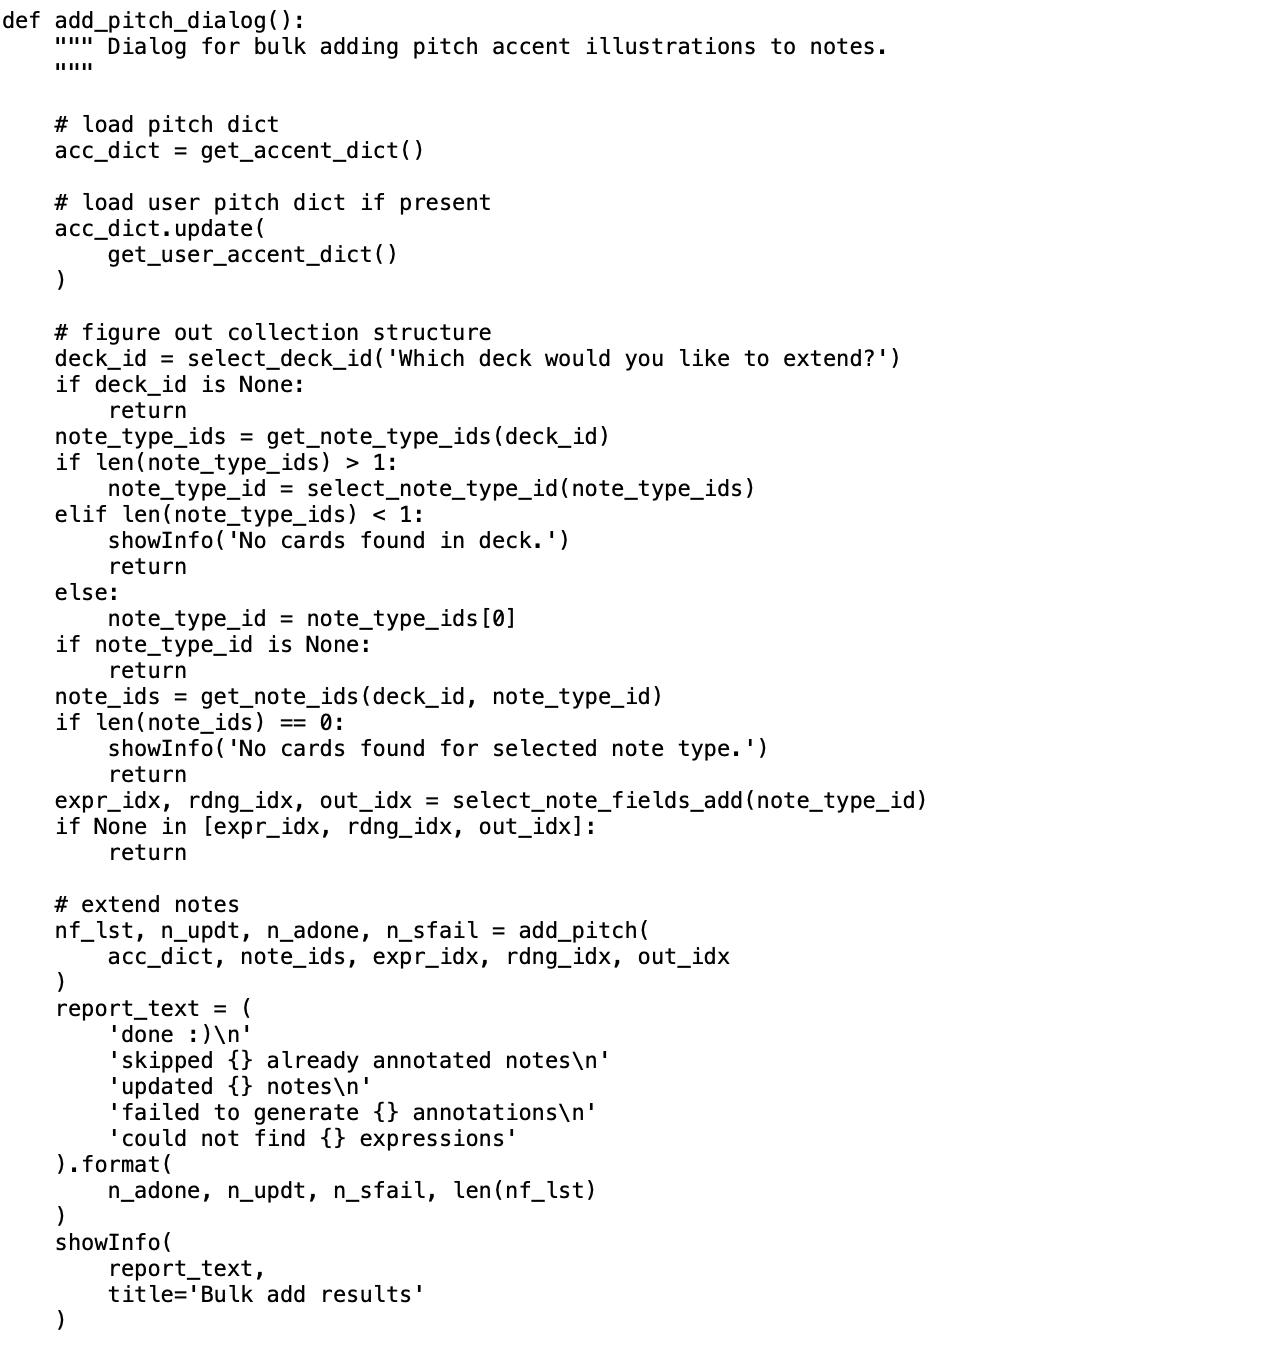 def add_pitch_dialog():
    """ Dialog for bulk adding pitch accent illustrations to notes.
    """

    # load pitch dict
    acc_dict = get_accent_dict()

    # load user pitch dict if present
    acc_dict.update(
        get_user_accent_dict()
    )

    # figure out collection structure
    deck_id = select_deck_id('Which deck would you like to extend?')
    if deck_id is None:
        return
    note_type_ids = get_note_type_ids(deck_id)
    if len(note_type_ids) > 1:
        note_type_id = select_note_type_id(note_type_ids)
    elif len(note_type_ids) < 1:
        showInfo('No cards found in deck.')
        return
    else:
        note_type_id = note_type_ids[0]
    if note_type_id is None:
        return
    note_ids = get_note_ids(deck_id, note_type_id)
    if len(note_ids) == 0:
        showInfo('No cards found for selected note type.')
        return
    expr_idx, rdng_idx, out_idx = select_note_fields_add(note_type_id)
    if None in [expr_idx, rdng_idx, out_idx]:
        return

    # extend notes
    nf_lst, n_updt, n_adone, n_sfail = add_pitch(
        acc_dict, note_ids, expr_idx, rdng_idx, out_idx
    )
    report_text = (
        'done :)\n'
        'skipped {} already annotated notes\n'
        'updated {} notes\n'
        'failed to generate {} annotations\n'
        'could not find {} expressions'
    ).format(
        n_adone, n_updt, n_sfail, len(nf_lst)
    )
    showInfo(
        report_text,
        title='Bulk add results'
    )